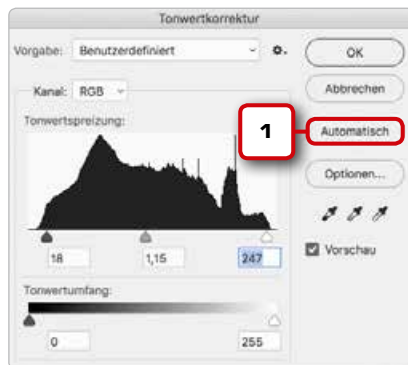 Tonwertkorrektur
Vorgabe: Benutzerdefiniert
OK
Kanal: RGB
Abbrechen
Tonwertspreizung:
1
Automatisch
Optionen...
18 1,15 247
Vorschau
Tonwertumfang:
0 255